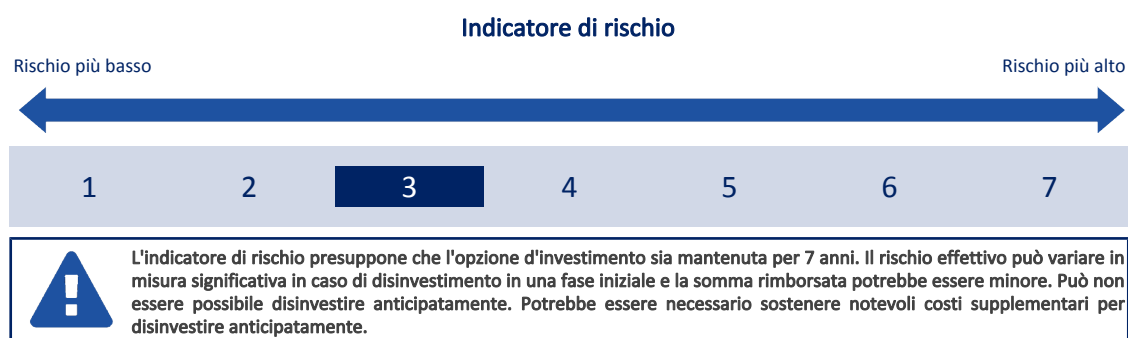 Indicatore di rischio
Rischio più basso
Rischio più alto
1 2 3 4 5 6 7
L'indicatore di rischio presuppone che l'opzione d'investimento sia mantenuta per 7 anni. Il rischio effettivo può variare in
misura significativa in caso di disinvestimento in una fase iniziale e la somma rimborsata potrebbe essere minore. Può non
essere possibile disinvestire anticipatamente. Potrebbe essere necessario sostenere notevoli costi supplementari per
disinvestire anticipatamente.